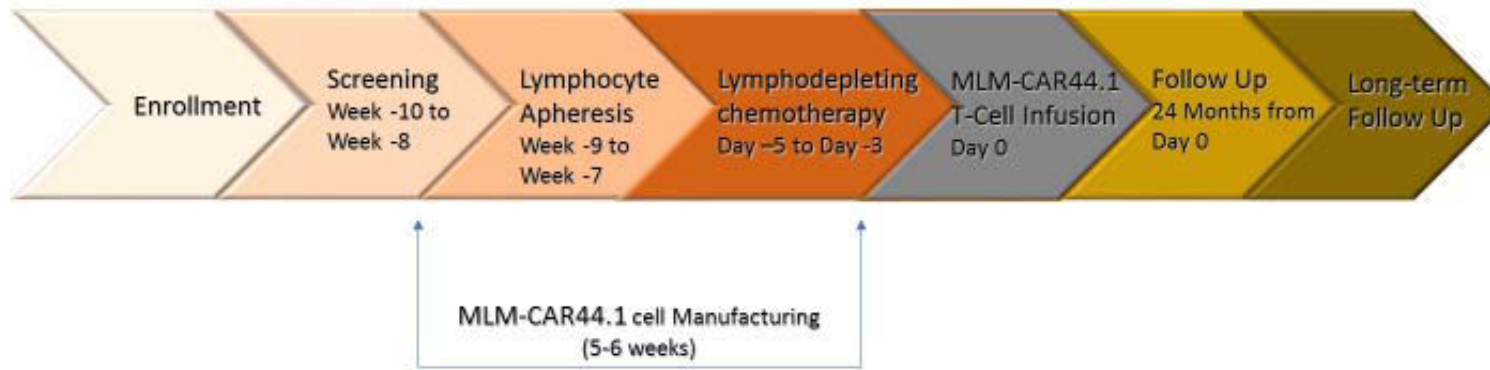 Enrollment
Screening
Week -10 to
Week -8
Lymphocyte
Apheresis
Week -9 to
Week -7
Lymphodepleting
chemotherapy
Day –5 to Day -3
MLM-CAR44.1
T-Cell Infusion
Day 0
Follow Up
24 Months from
Day 0
Long-term
Follow Up
MLM-CAR44.1 cell Manufacturing
(5-6 weeks)